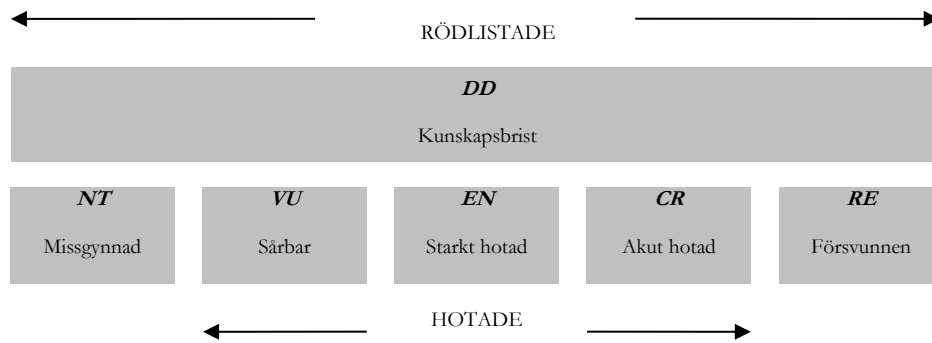 RÖDLISTADE
DD
Kunskapsbrist
NT VU EN CR RE
Missgynnad Sårbar Starkt hotad Akut hotad Försvunnen
HOTADE